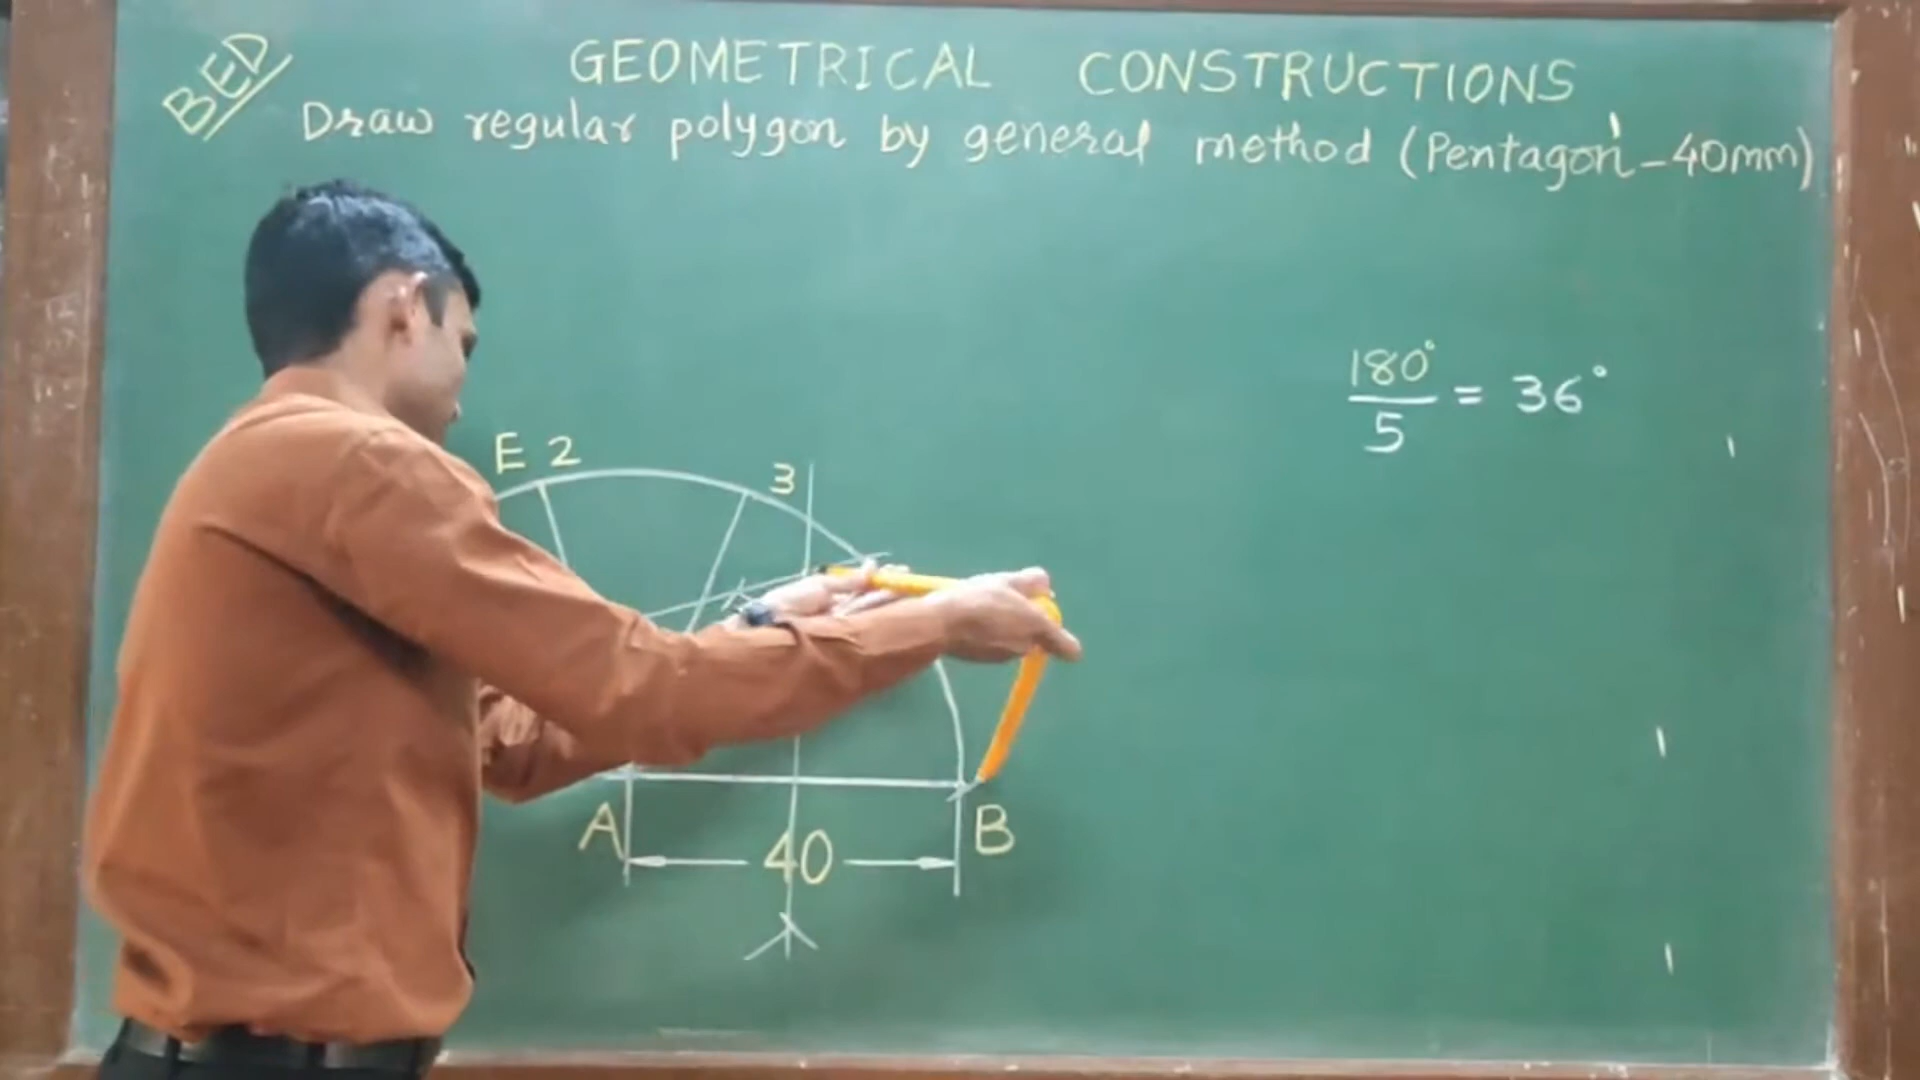 BED
GEOMETRICAL CONSTRUCTIONS
Draw regular polygon by general method (Pentagon-40mm)
180°
5
= 36°
E 2
3
A
B
40